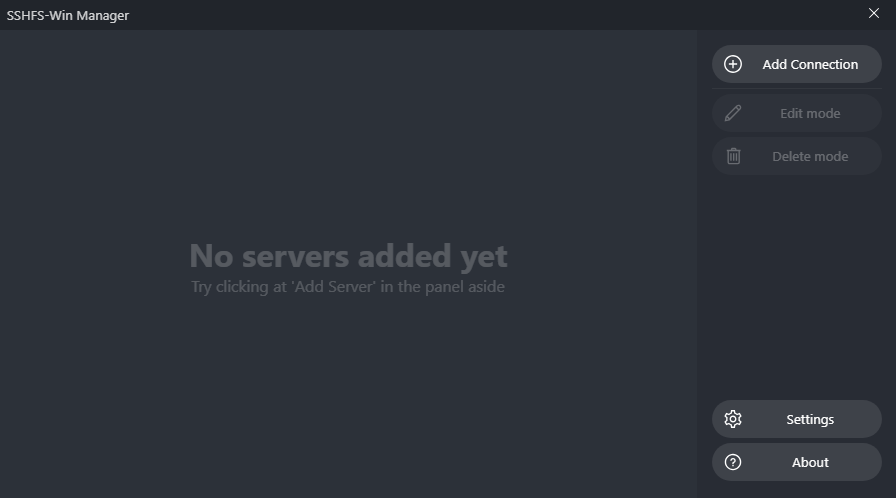 SSHFS-Win Manager
Add Connection
Edit mode
Delete mode
No servers added yet
Try clicking at 'Add Server' in the panel aside
Settings
About